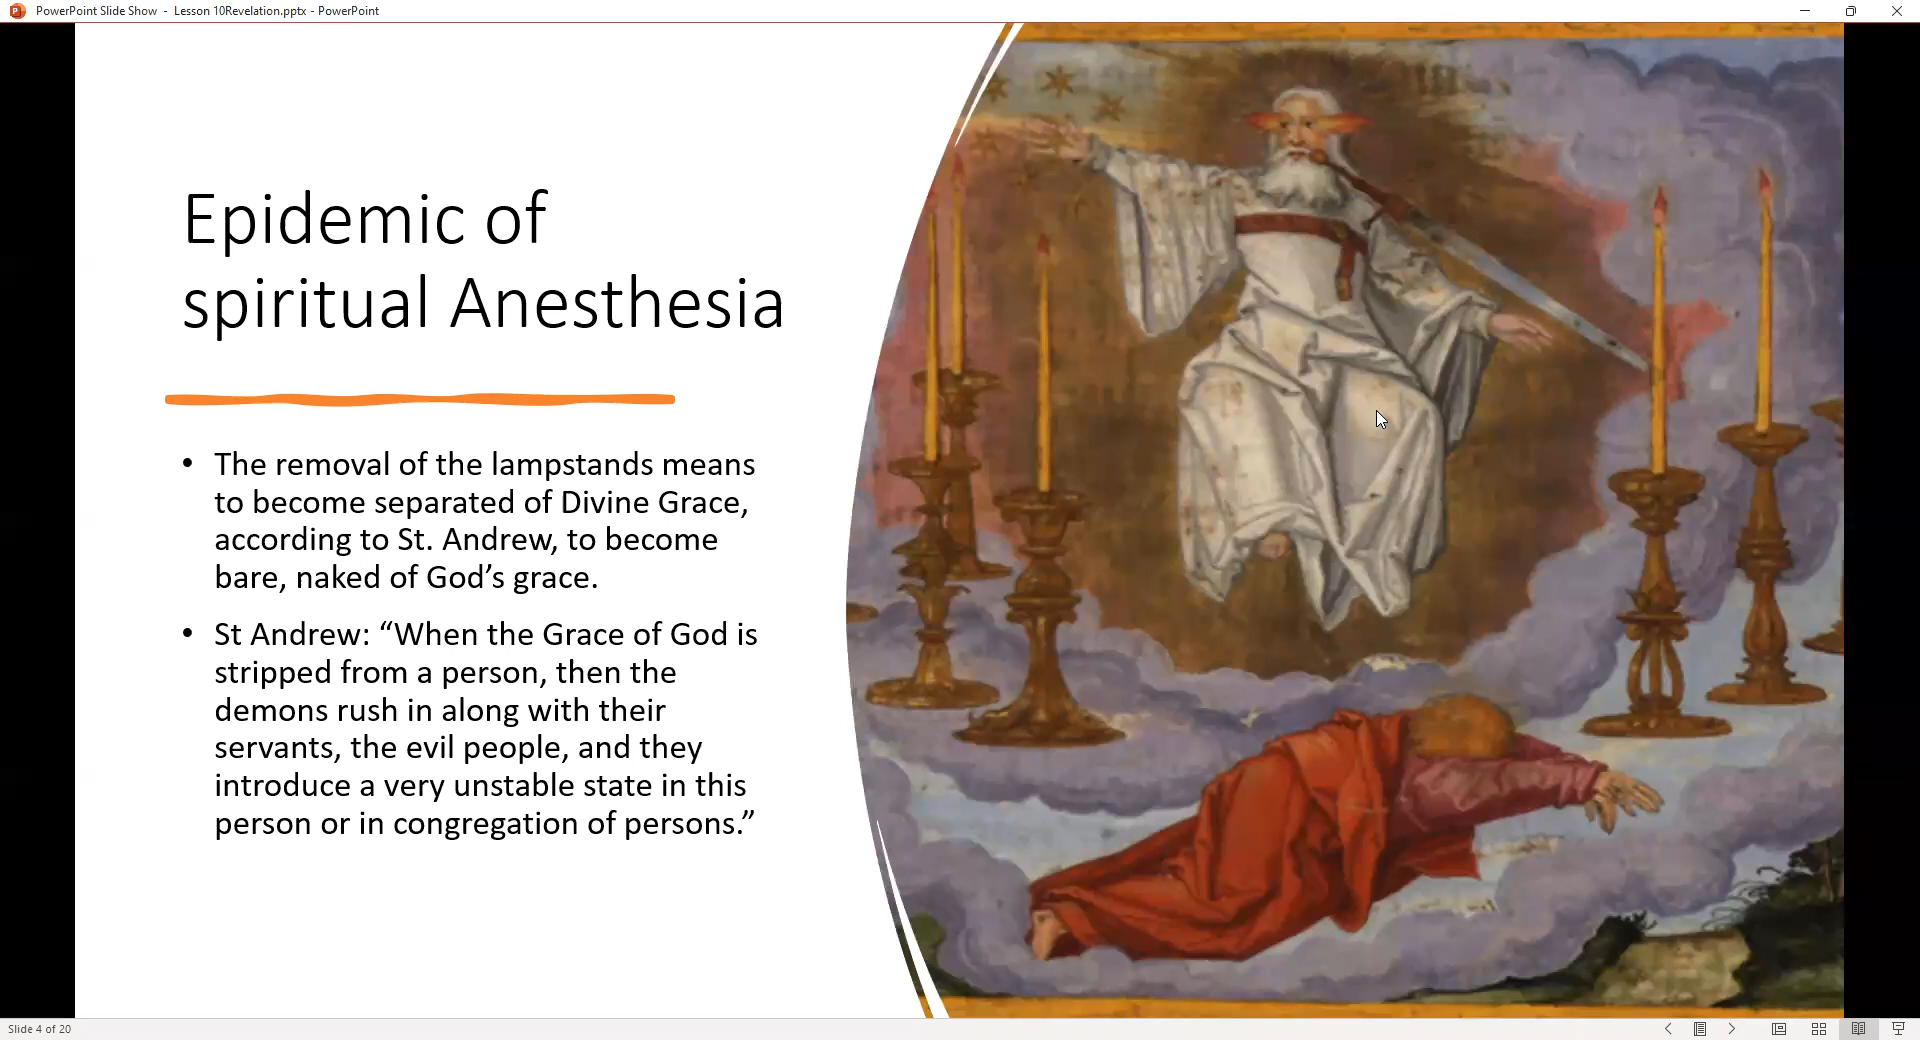 PowerPoint Slide Show - Lesson 10Revelation.pptx - PowerPoint
Epidemic of
spiritual Anesthesia
• The removal of the lampstands means
to become separated of Divine Grace,
according to St. Andrew, to become
bare, naked of God’s grace.
• St Andrew: “When the Grace of God is
stripped from a person, then the
demons rush in along with their
servants, the evil people, and they
introduce a very unstable state in this
person or in congregation of persons.”
Slide 4 of 20